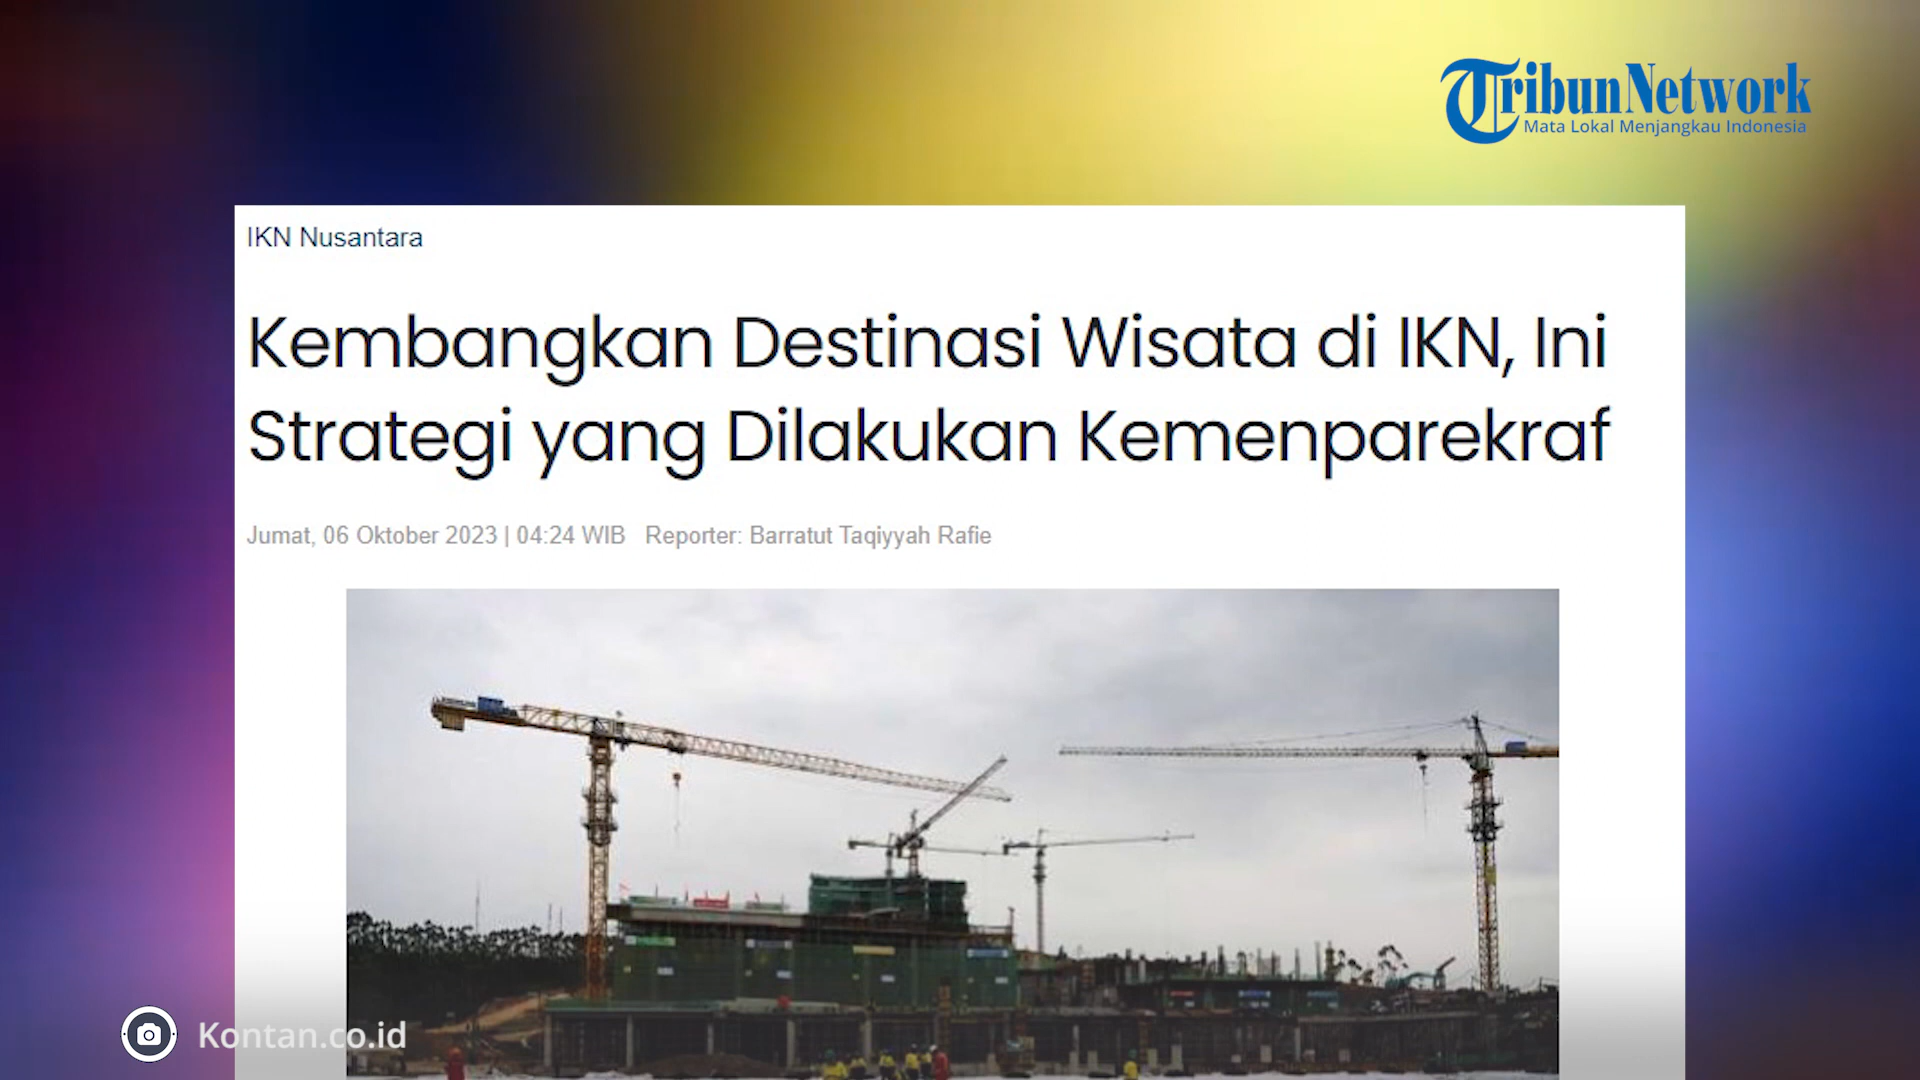 TribunNetwork
Mata Lokal Menjangkau Indonesia
IKN Nusantara
Kembangkan Destinasi Wisata di IKN, Ini
Strategi yang Dilakukan Kemenparekraf
Jumat, 06 Oktober 2023 | 04:24 WIB Reporter: Barratut Taqiyyah Rafie
Kontan.co.id